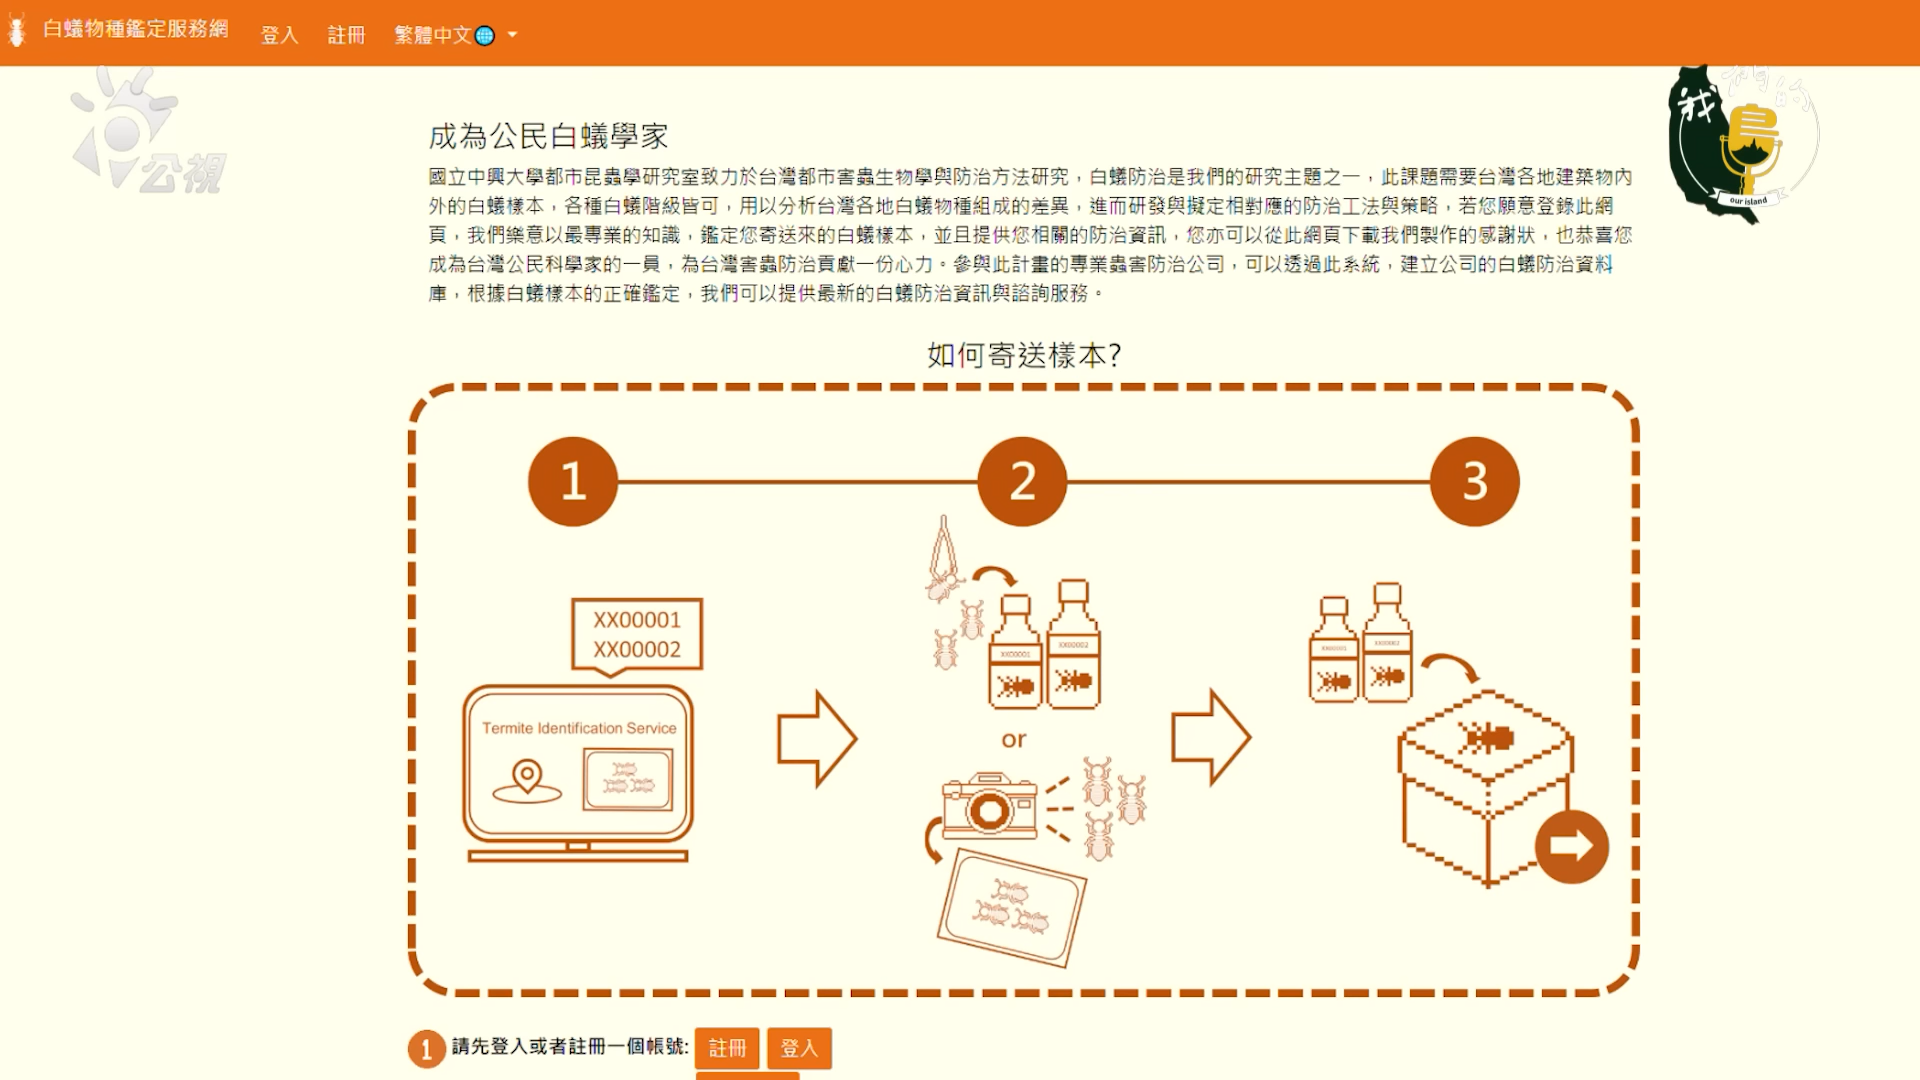 白蟻物種鑑定服務網 登入 註冊 繁體中文
公視
我們的島
our island
成為公民白蟻學家
國立中興大學都市昆蟲學研究室致力於台灣都市害蟲生物學與防治方法研究，白蟻防治是我們的研究主題之一，此課題需要台灣各地建築物內
外的白蟻樣本，各種白蟻階級皆可，用以分析台灣各地白蟻物種組成的差異，進而研發與擬定相對應的防治工法與策略，若您願意登錄此網
頁，我們樂意以最專業的知識，鑑定您寄送來的白蟻樣本，並且提供您相關的防治資訊，您亦可以從此網頁下載我們製作的感謝狀，也恭喜您
成為台灣公民科學家的一員，為台灣害蟲防治貢獻一份心力。參與此計畫的專業蟲害防治公司，可以透過此系統，建立公司的白蟻防治資料
庫，根據白蟻樣本的正確鑑定，我們可以提供最新的白蟻防治資訊與諮詢服務。
如何寄送樣本?
1 2 3
XX00001
XX00002
Termite Identification Service
XX00001 XX00002
or
XX00001 XX00002
1 請先登入或者註冊一個帳號: 註冊 登入